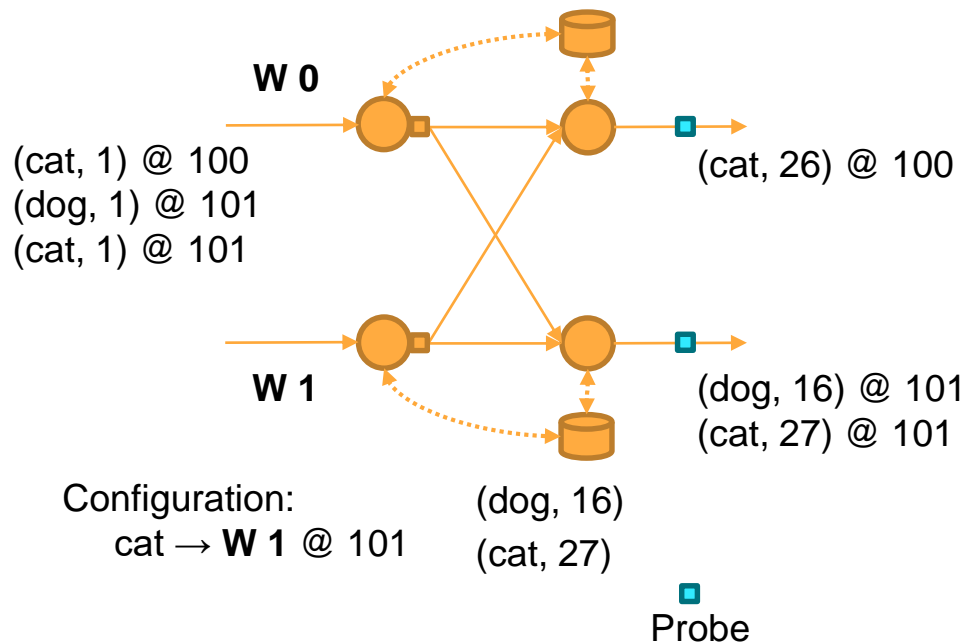 W 0
(cat, 1) @ 100
(dog, 1) @ 101
(cat, 1) @ 101
(cat, 26) @ 100
W 1
(dog, 16) @ 101
(cat, 27) @ 101
Configuration:
cat → W 1 @ 101
(dog, 16)
(cat, 27)
Probe